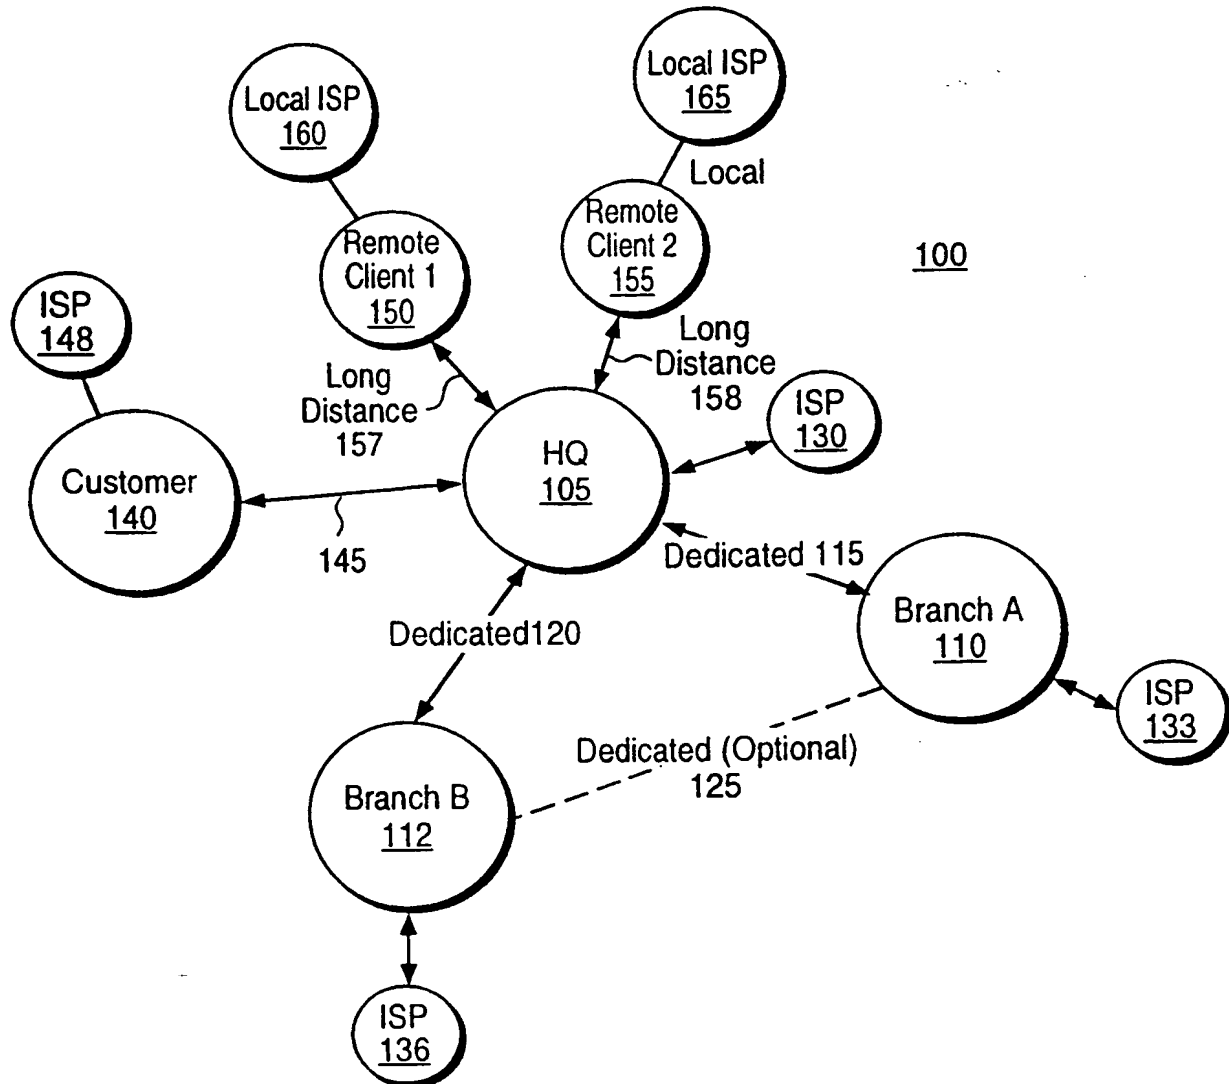 Local ISP
160
Local ISP
165
Local
Remote
Client 1
150
Remote
Client 2
155
100
ISP
148
Long
Distance
157
Long
Distance
158
ISP
130
Customer
140
HQ
105
145
Dedicated 115
Dedicated120
Branch A
110
ISP
133
Dedicated (Optional)
125
Branch B
112
ISP
136